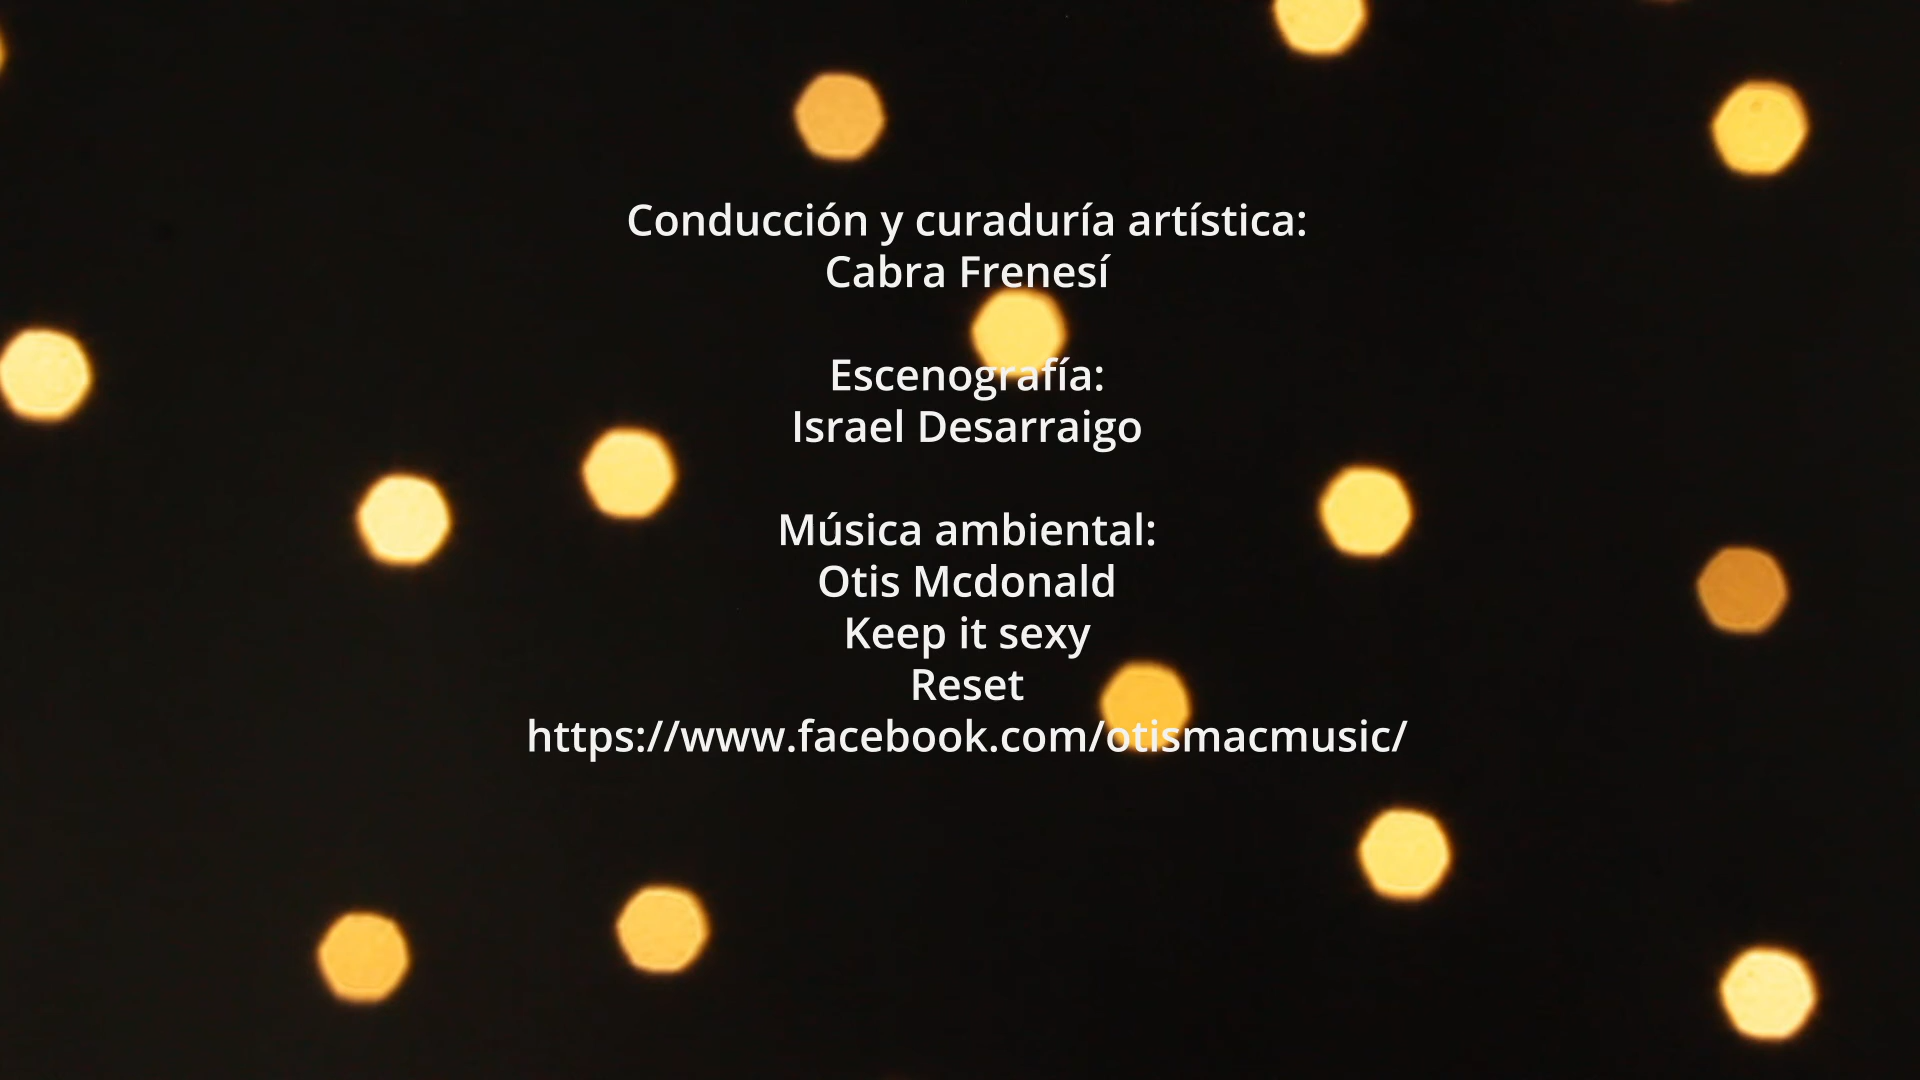 Conducción y curaduría artística:
Cabra Frenesí
Escenografía:
Israel Desarraigo
Música ambiental:
Otis Mcdonald
Keep it sexy
Reset
https://www.facebook.com/otismacmusic/